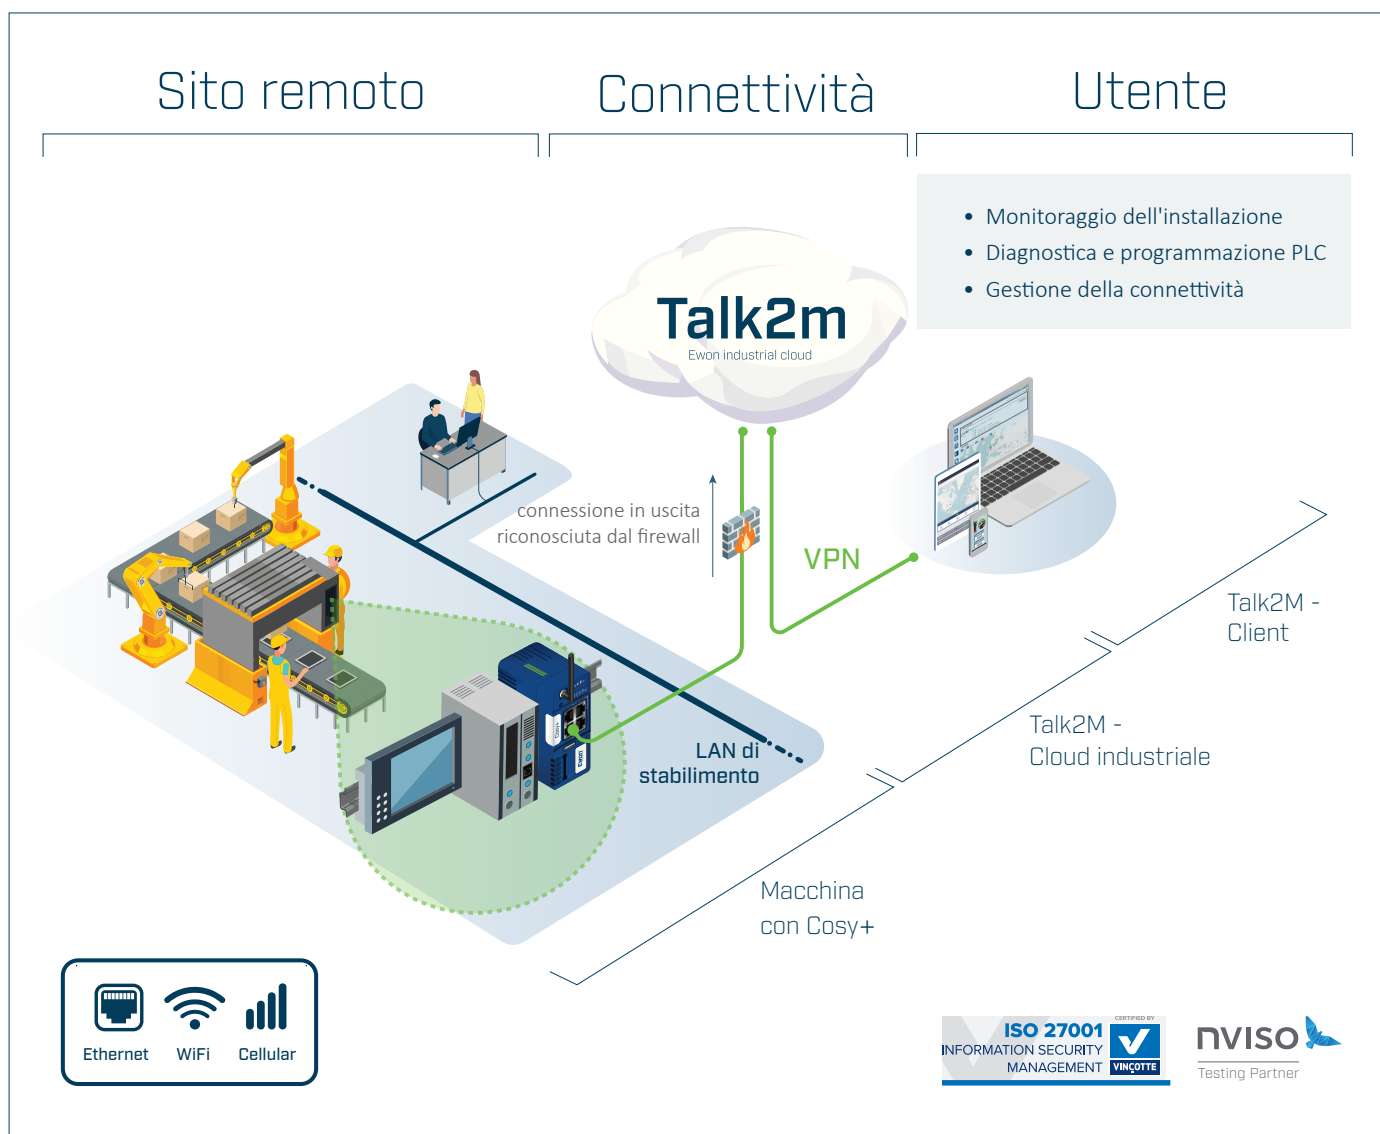 Sito remoto
Connettività
Utente
• Monitoraggio dell'installazione
• Diagnostica e programmazione PLC
• Gestione della connettività
Talk2m
Ewon industrial cloud
connessione in uscita
riconosciuta dal firewall
VPN
Talk2M -
Client
Talk2M -
Cloud industriale
LAN di
stabilimento
Macchina
con Cosy+
Ethernet
WiFi
Cellular
CERTIFIED BY
ISO 27001
INFORMATION SECURITY
MANAGEMENT
VINÇOTTE
nviso
Testing Partner